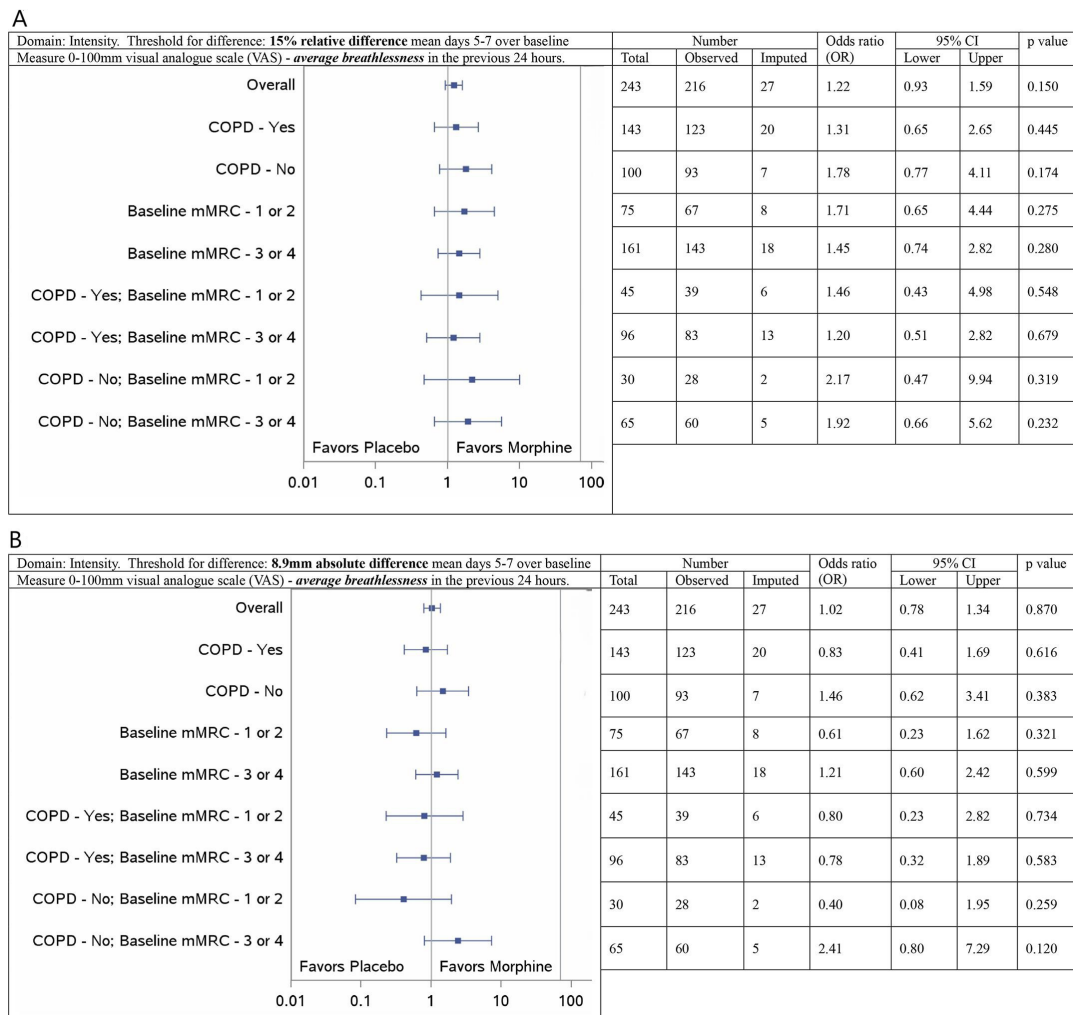 A
Domain: Intensity. Threshold for difference: 15% relative difference mean days 5-7 over baseline Number Odds ratio (OR) 95% CI p value
Measure 0-100mm visual analogue scale (VAS) - average breathlessness in the previous 24 hours. Total Observed Imputed Lower Upper
Overall 243 216 27 1.22 0.93 1.59 0.150
COPD - Yes 143 123 20 1.31 0.65 2.65 0.445
COPD - No 100 93 7 1.78 0.77 4.11 0.174
Baseline mMRC - 1 or 2 75 67 8 1.71 0.65 4.44 0.275
Baseline mMRC - 3 or 4 161 143 18 1.45 0.74 2.82 0.280
COPD - Yes; Baseline mMRC - 1 or 2 45 39 6 1.46 0.43 4.98 0.548
COPD - Yes; Baseline mMRC - 3 or 4 96 83 13 1.20 0.51 2.82 0.679
COPD - No; Baseline mMRC - 1 or 2 30 28 2 2.17 0.47 9.94 0.319
COPD - No; Baseline mMRC - 3 or 4 65 60 5 1.92 0.66 5.62 0.232
Favors Placebo Favors Morphine
0.01 0.1 1 10 100
B
Domain: Intensity. Threshold for difference: 8.9mm absolute difference mean days 5-7 over baseline Number Odds ratio (OR) 95% CI p value
Measure 0-100mm visual analogue scale (VAS) - average breathlessness in the previous 24 hours. Total Observed Imputed Lower Upper
Overall 243 216 27 1.02 0.78 1.34 0.870
COPD - Yes 143 123 20 0.83 0.41 1.69 0.616
COPD - No 100 93 7 1.46 0.62 3.41 0.383
Baseline mMRC - 1 or 2 75 67 8 0.61 0.23 1.62 0.321
Baseline mMRC - 3 or 4 161 143 18 1.21 0.60 2.42 0.599
COPD - Yes; Baseline mMRC - 1 or 2 45 39 6 0.80 0.23 2.82 0.734
COPD - Yes; Baseline mMRC - 3 or 4 96 83 13 0.78 0.32 1.89 0.583
COPD - No; Baseline mMRC - 1 or 2 30 28 2 0.40 0.08 1.95 0.259
COPD - No; Baseline mMRC - 3 or 4 65 60 5 2.41 0.80 7.29 0.120
Favors Placebo Favors Morphine
0.01 0.1 1 10 100